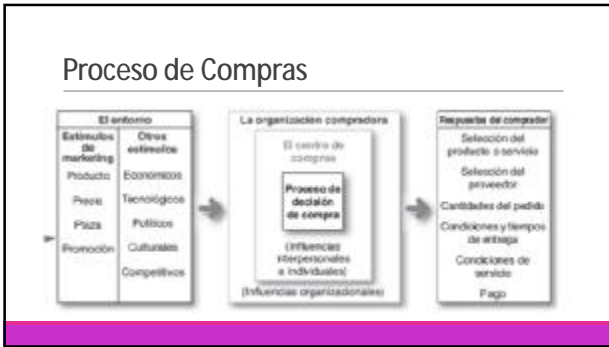 Proceso de Compras
El entorno
Estímulos
de
marketing
Producto
Precio
Plaza
Promoción
Otros
estímulos
Económicos
Tecnológicos
Políticos
Culturales
Competitivos
La organización compradora
El centro de
compras
Proceso de
decisión
de compra
(Influencias
interpersonales
e individuales)
(Influencias organizacionales)
Respuestas del comprador
Selección del
producto o servicio
Selección del
proveedor
Cantidades del pedido
Condiciones y tiempos
de entrega
Condiciones de
servicio
Pago